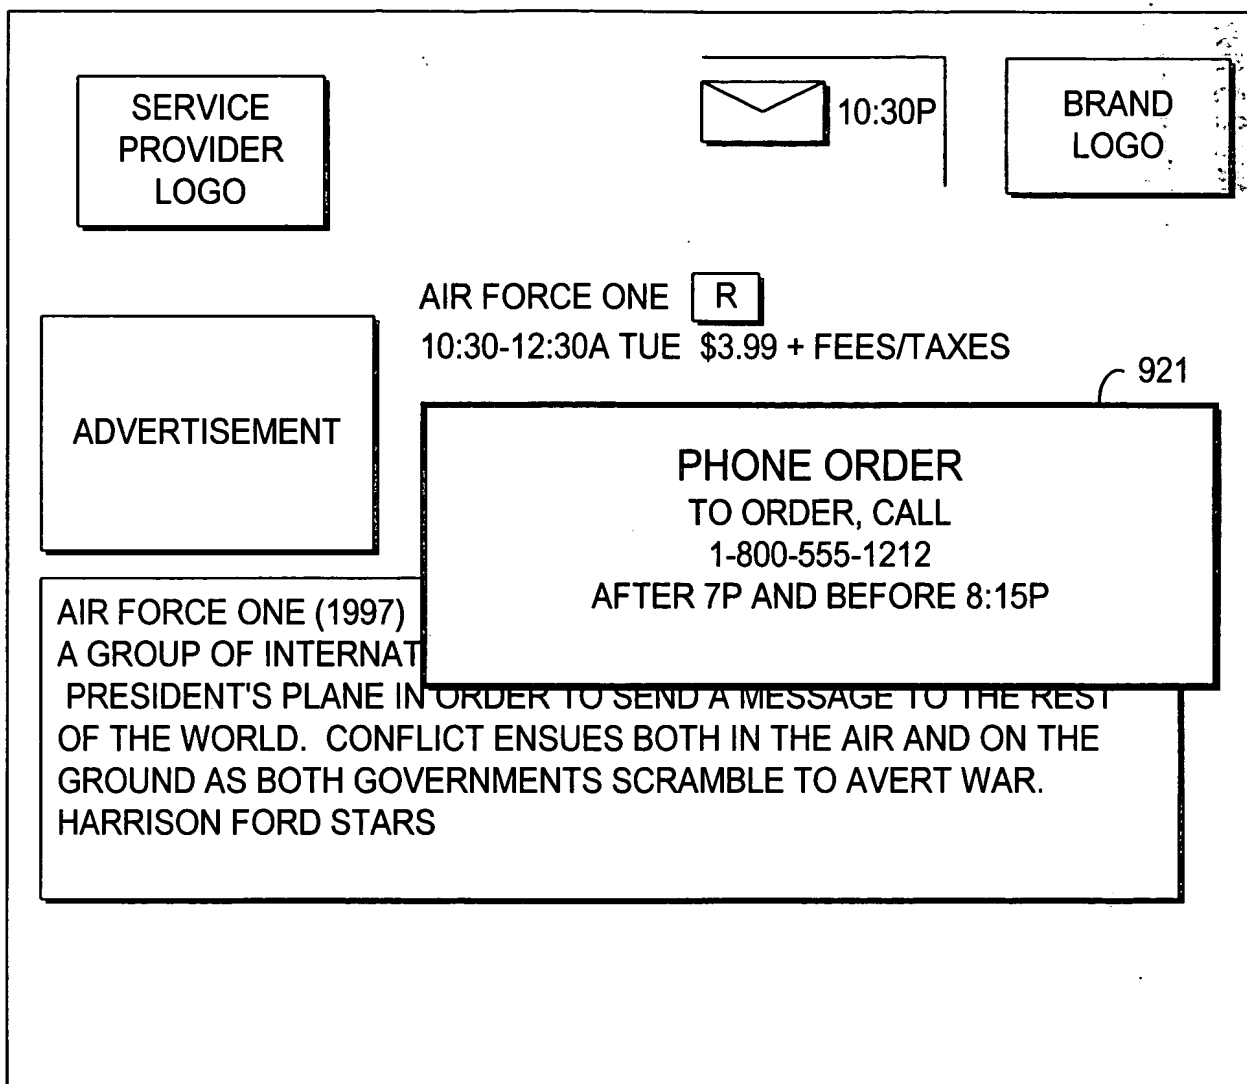 SERVICE
PROVIDER
LOGO
10:30P
BRAND
LOGO
AIR FORCE ONE R
10:30-12:30A TUE $3.99 + FEES/TAXES
921
ADVERTISEMENT
PHONE ORDER
TO ORDER, CALL
1-800-555-1212
AFTER 7P AND BEFORE 8:15P
AIR FORCE ONE (1997)
A GROUP OF INTERNAT
PRESIDENT'S PLANE IN ORDER TO SEND A MESSAGE TO THE REST
OF THE WORLD. CONFLICT ENSUES BOTH IN THE AIR AND ON THE
GROUND AS BOTH GOVERNMENTS SCRAMBLE TO AVERT WAR.
HARRISON FORD STARS